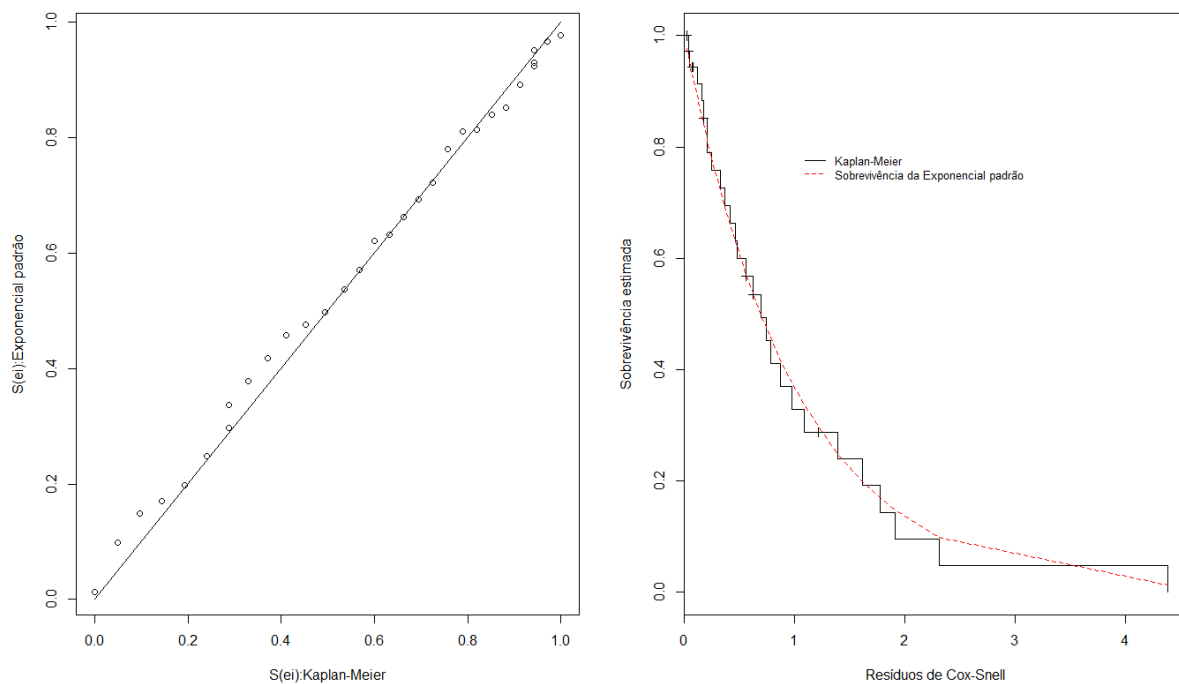 1.0
0.8
0.6
0.4
0.2
0.0
S(ei):Exponencial padrão
0.0 0.2 0.4 0.6 0.8 1.0
S(ei):Kaplan-Meier
1.0
0.8
0.6
0.4
0.2
0.0
Sobrevivência estimada
Kaplan-Meier
Sobrevivência da Exponencial padrão
0 1 2 3 4
Resíduos de Cox-Snell